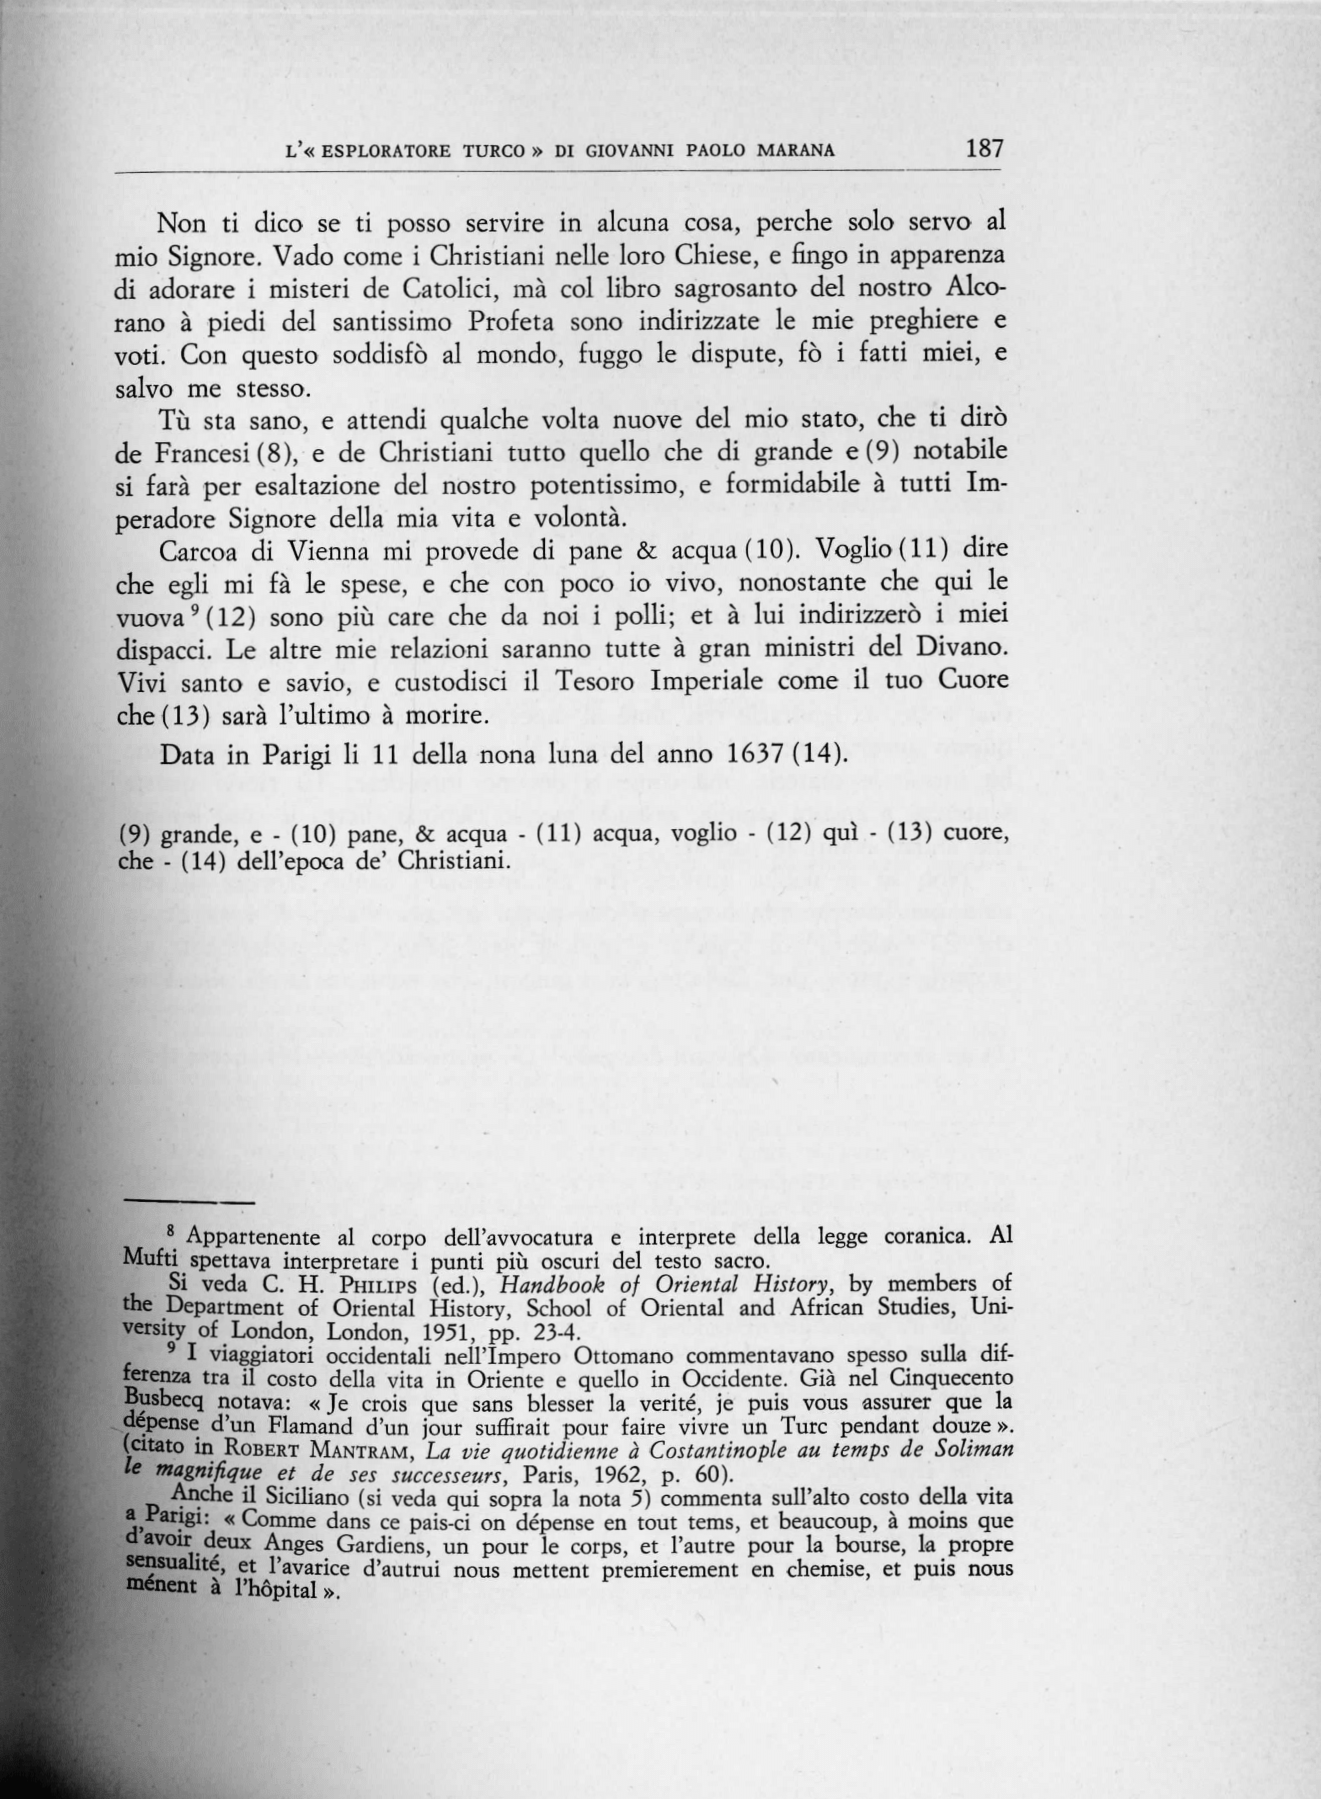 L'« ESPLORATORE TURCO » DI GIOVANNI PAOLO MARANA 187
Non ti dico se ti posso servire in alcuna cosa, perche solo servo al
mio Signore. Vado come i Christiani nelle loro Chiese, e fingo in apparenza
di adorare i misteri de Catolici, mà col libro sagrosanto del nostro Alco-
rano à piedi del santissimo Profeta sono indirizzate le mie preghiere e
voti. Con questo soddisfò al mondo, fuggo le dispute, fò i fatti miei, e
salvo me stesso.
Tù sta sano, e attendi qualche volta nuove del mio stato, che ti dirò
de Francesi (8), e de Christiani tutto quello che di grande e (9) notabile
si farà per esaltazione del nostro potentissimo, e formidabile à tutti Im-
peradore Signore della mia vita e volontà.
Carcoa di Vienna mi provede di pane & acqua (10). Voglio (11) dire
che egli mi fà le spese, e che con poco io vivo, nonostante che qui le
vuova ⁹ (12) sono più care che da noi i polli; et à lui indirizzerò i miei
dispacci. Le altre mie relazioni saranno tutte à gran ministri del Divano.
Vivi santo e savio, e custodisci il Tesoro Imperiale come il tuo Cuore
che (13) sarà l'ultimo à morire.
Data in Parigi li 11 della nona luna del anno 1637 (14).
(9) grande, e - (10) pane, & acqua - (11) acqua, voglio - (12) quì - (13) cuore,
che - (14) dell'epoca de' Christiani.
⁸ Appartenente al corpo dell'avvocatura e interprete della legge coranica. Al
Mufti spettava interpretare i punti più oscuri del testo sacro.
Si veda C. H. PHILIPS (ed.), Handbook of Oriental History, by members of
the Department of Oriental History, School of Oriental and African Studies, Uni-
versity of London, London, 1951, pp. 23-4.
⁹ I viaggiatori occidentali nell'Impero Ottomano commentavano spesso sulla dif-
ferenza tra il costo della vita in Oriente e quello in Occidente. Già nel Cinquecento
Busbecq notava: « Je crois que sans blesser la verité, je puis vous assurer que la
dépense d'un Flamand d'un jour suffirait pour faire vivre un Turc pendant douze ».
(citato in ROBERT MANTRAM, La vie quotidienne à Costantinople au temps de Soliman
le magnifique et de ses successeurs, Paris, 1962, p. 60).
Anche il Siciliano (si veda qui sopra la nota 5) commenta sull'alto costo della vita
a Parigi: « Comme dans ce pais-ci on dépense en tout tems, et beaucoup, à moins que
d'avoir deux Anges Gardiens, un pour le corps, et l'autre pour la bourse, la propre
sensualité, et l'avarice d'autrui nous mettent premierement en chemise, et puis nous
ménent à l'hôpital ».